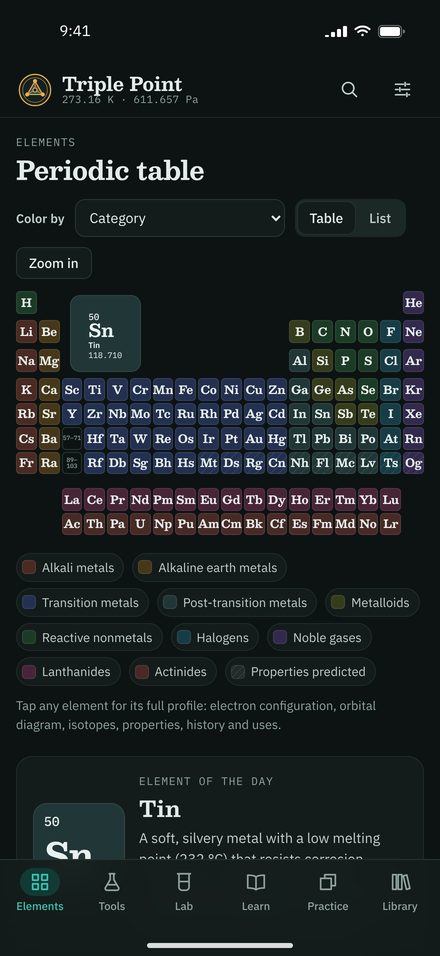 9:41
Triple Point
273.16 K · 611.657 Pa
ELEMENTS
Periodic table
Color by
Category
Table
List
Zoom in
H He
50
Sn
Tin
118.710
Li Be B C N O F Ne
Na Mg Al Si P S Cl Ar
K Ca Sc Ti V Cr Mn Fe Co Ni Cu Zn Ga Ge As Se Br Kr
Rb Sr Y Zr Nb Mo Tc Ru Rh Pd Ag Cd In Sn Sb Te I Xe
Cs Ba 57–71 Hf Ta W Re Os Ir Pt Au Hg Tl Pb Bi Po At Rn
Fr Ra 89–103 Rf Db Sg Bh Hs Mt Ds Rg Cn Nh Fl Mc Lv Ts Og
La Ce Pr Nd Pm Sm Eu Gd Tb Dy Ho Er Tm Yb Lu
Ac Th Pa U Np Pu Am Cm Bk Cf Es Fm Md No Lr
Alkali metals
Alkaline earth metals
Transition metals
Post-transition metals
Metalloids
Reactive nonmetals
Halogens
Noble gases
Lanthanides
Actinides
Properties predicted
Tap any element for its full profile: electron configuration, orbital
diagram, isotopes, properties, history and uses.
ELEMENT OF THE DAY
50
Sn
Tin
A soft, silvery metal with a low melting
point (232 °C) that resists corrosion
Elements
Tools
Lab
Learn
Practice
Library